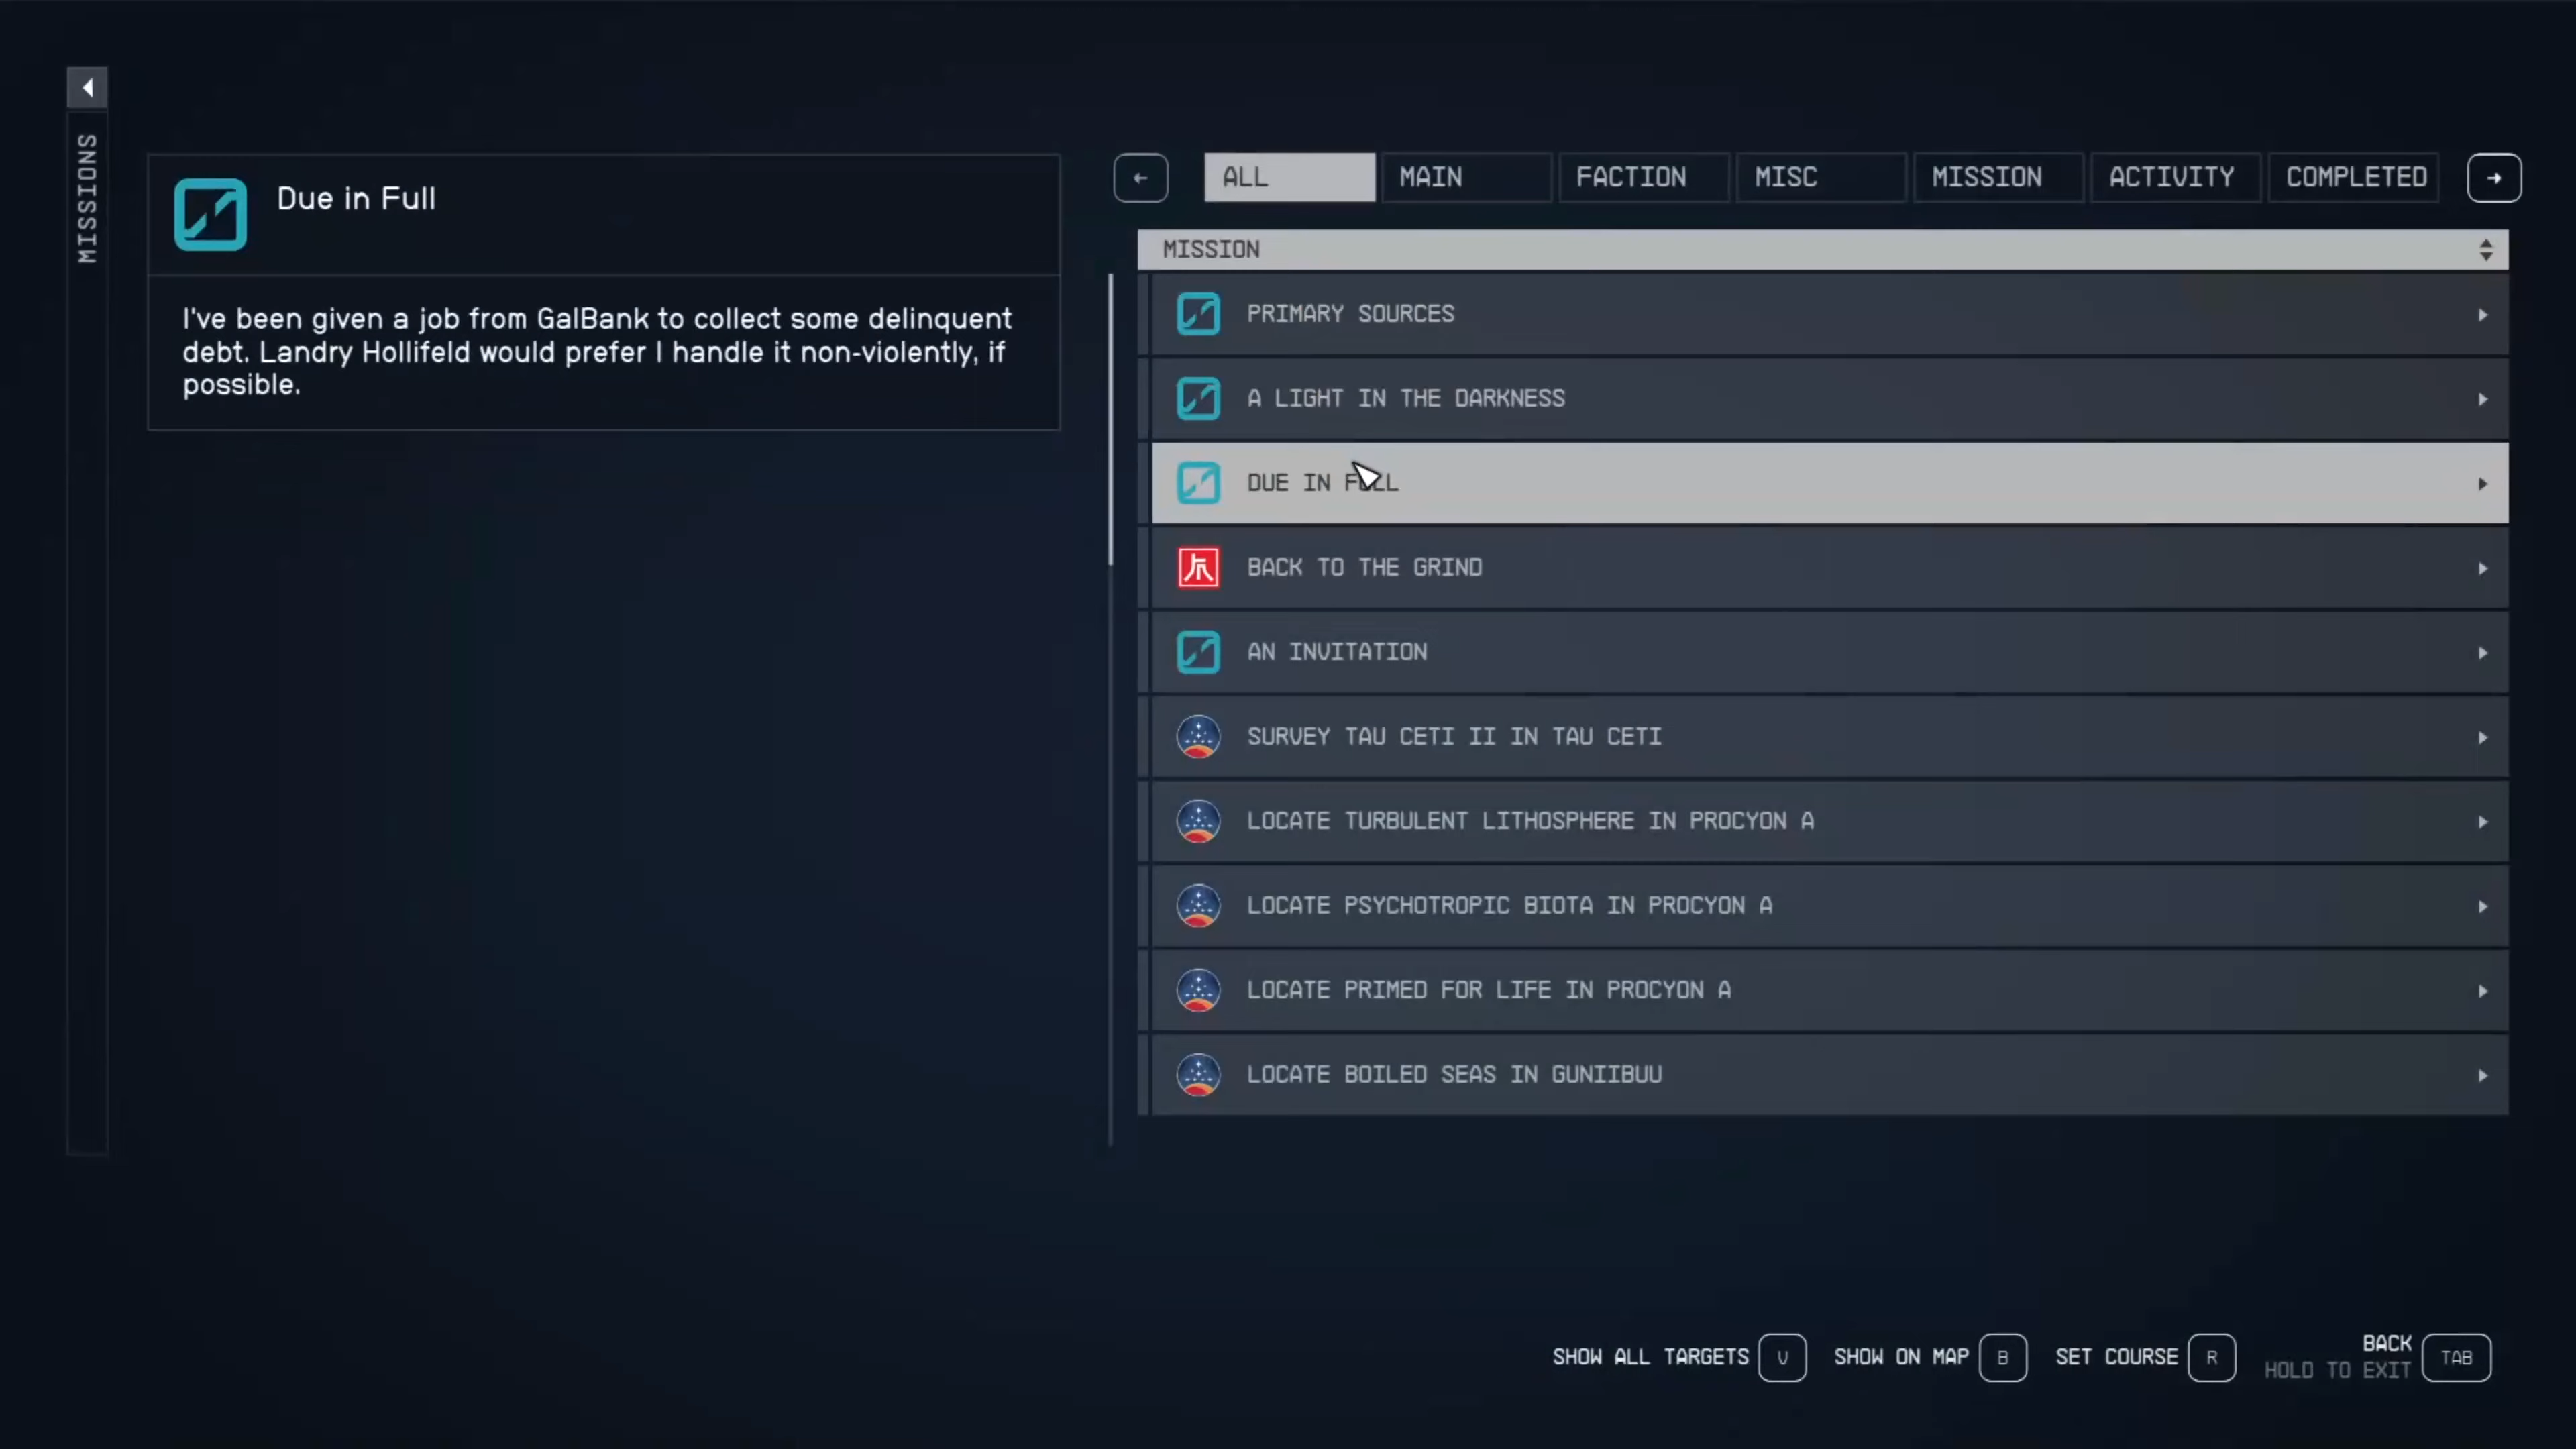 MISSIONS
Due in Full
I've been given a job from GalBank to collect some delinquent
debt. Landry Hollifeld would prefer I handle it non-violently, if
possible.
ALL MAIN FACTION MISC MISSION ACTIVITY COMPLETED
MISSION
PRIMARY SOURCES
A LIGHT IN THE DARKNESS
DUE IN FULL
BACK TO THE GRIND
AN INVITATION
SURVEY TAU CETI II IN TAU CETI
LOCATE TURBULENT LITHOSPHERE IN PROCYON A
LOCATE PSYCHOTROPIC BIOTA IN PROCYON A
LOCATE PRIMED FOR LIFE IN PROCYON A
LOCATE BOILED SEAS IN GUNIIBUU
SHOW ALL TARGETS V SHOW ON MAP B SET COURSE R BACK TAB
HOLD TO EXIT